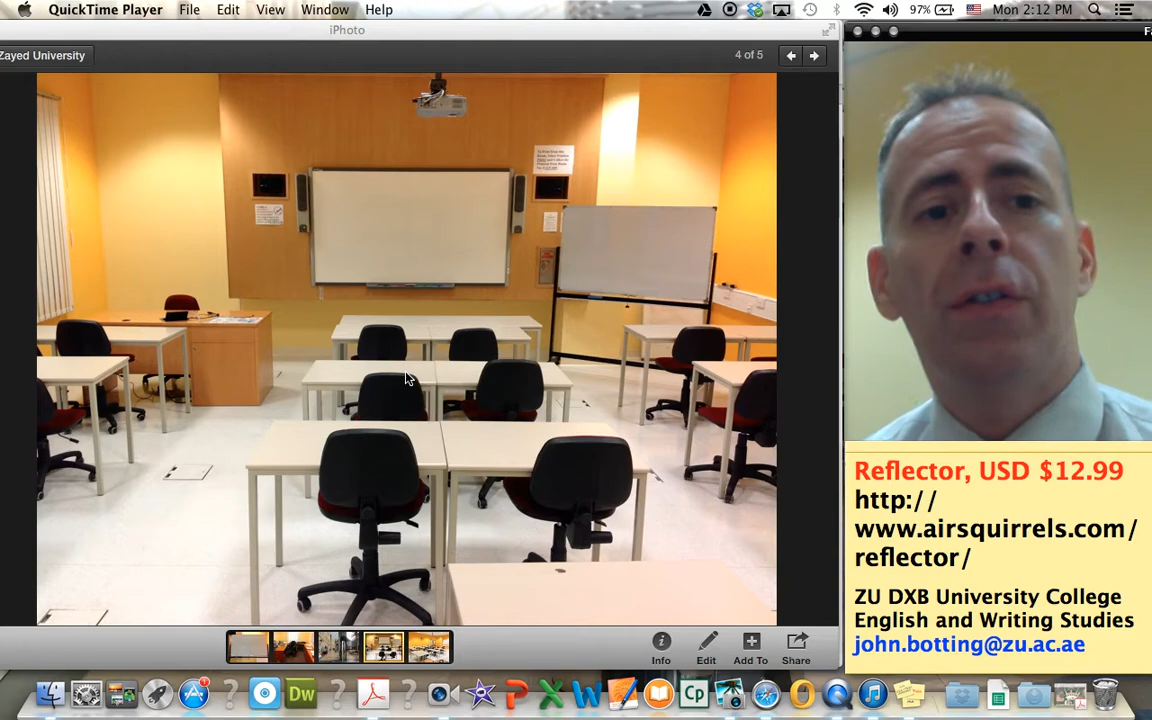 QuickTime Player File Edit View Window Help 97% Mon 2:12 PM
iPhoto
Zayed University 4 of 5
Info Edit Add To Share
Reflector, USD $12.99
http://
www.airsquirrels.com/
reflector/
ZU DXB University College
English and Writing Studies
john.botting@zu.ac.ae
Dw Cp